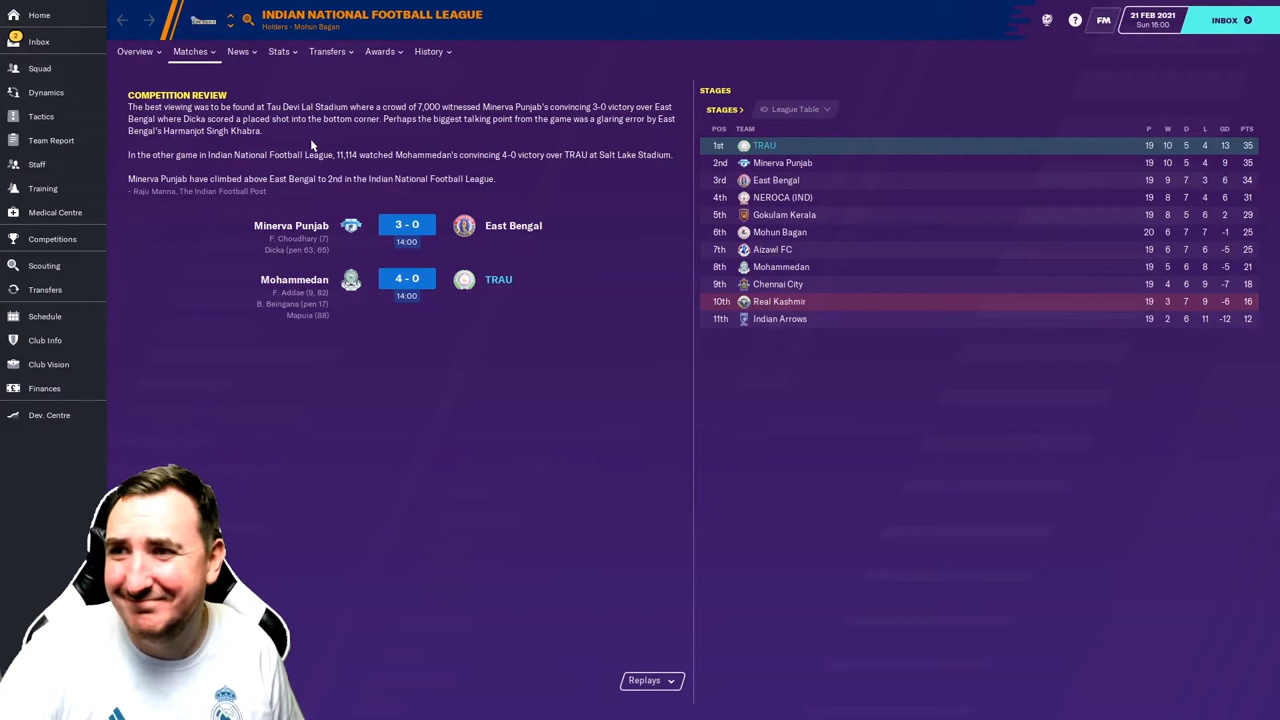 INDIAN NATIONAL FOOTBALL LEAGUE
Holders - Mohun Bagan
FM
21 FEB 2021
Sun 16:00
INBOX
Home
2
Inbox
Squad
Dynamics
Tactics
Team Report
Staff
Training
Medical Centre
Competitions
Scouting
Transfers
Schedule
Club Info
Club Vision
Finances
Dev. Centre
Overview
Matches
News
Stats
Transfers
Awards
History
COMPETITION REVIEW
The best viewing was to be found at Tau Devi Lal Stadium where a crowd of 7,000 witnessed Minerva Punjab's convincing 3-0 victory over East
Bengal where Dicka scored a placed shot into the bottom corner. Perhaps the biggest talking point from the game was a glaring error by East
Bengal's Harmanjot Singh Khabra.
In the other game in Indian National Football League, 11,114 watched Mohammedan's convincing 4-0 victory over TRAU at Salt Lake Stadium.
Minerva Punjab have climbed above East Bengal to 2nd in the Indian National Football League.
- Raju Manna, The Indian Football Post
Minerva Punjab 3 - 0 East Bengal
F. Choudhary (7) 14:00
Dicka (pen 63, 65)
Mohammedan 4 - 0 TRAU
F. Addae (9, 82) 14:00
B. Beingana (pen 17)
Mapuia (88)
Replays
STAGES
STAGES > League Table
POS TEAM P W D L GD PTS
1st TRAU 19 10 5 4 13 35
2nd Minerva Punjab 19 10 5 4 9 35
3rd East Bengal 19 9 7 3 6 34
4th NEROCA (IND) 19 8 7 4 6 31
5th Gokulam Kerala 19 8 5 6 2 29
6th Mohun Bagan 20 6 7 7 -1 25
7th Aizawl FC 19 6 7 6 -5 25
8th Mohammedan 19 5 6 8 -5 21
9th Chennai City 19 4 6 9 -7 18
10th Real Kashmir 19 3 7 9 -6 16
11th Indian Arrows 19 2 6 11 -12 12